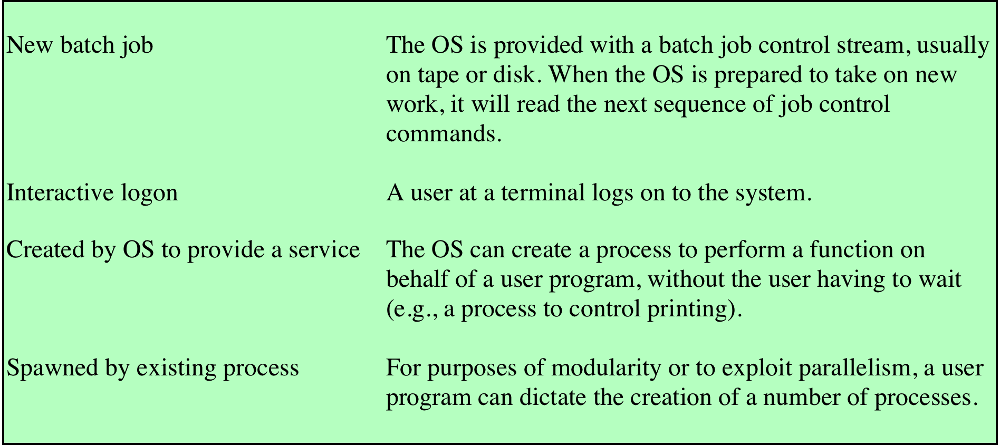 New batch job
The OS is provided with a batch job control stream, usually
on tape or disk. When the OS is prepared to take on new
work, it will read the next sequence of job control
commands.
Interactive logon
A user at a terminal logs on to the system.
Created by OS to provide a service
The OS can create a process to perform a function on
behalf of a user program, without the user having to wait
(e.g., a process to control printing).
Spawned by existing process
For purposes of modularity or to exploit parallelism, a user
program can dictate the creation of a number of processes.